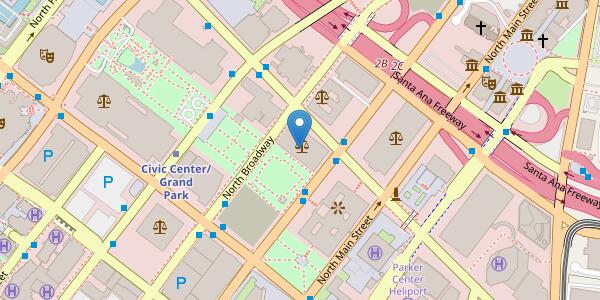 North
North Main Street
2B 2C
Santa Ana Freeway
Santa Ana Freeway
North Broadway
P
P
Civic Center/
Grand
Park
H
H
H
H
H
H
H
P
North Main Street
Parker
Center
Heliport